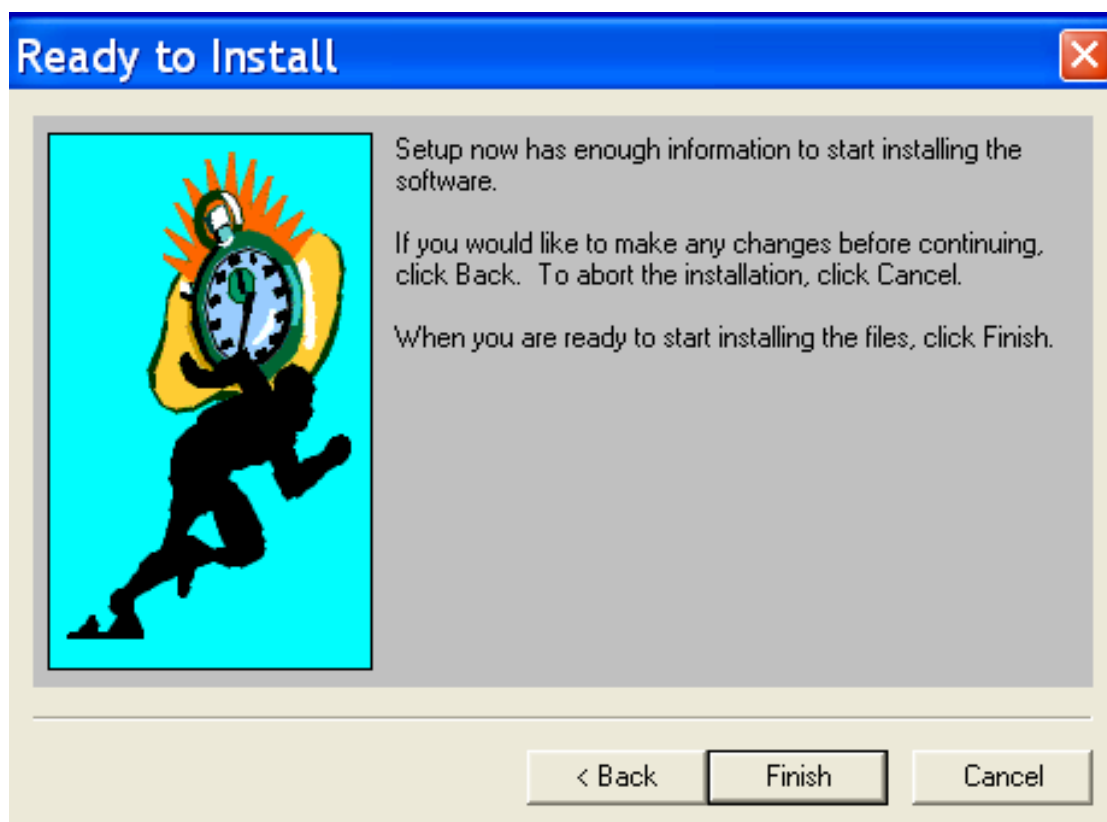 Ready to Install
Setup now has enough information to start installing the
software.
If you would like to make any changes before continuing,
click Back.  To abort the installation, click Cancel.
When you are ready to start installing the files, click Finish.
< Back
Finish
Cancel